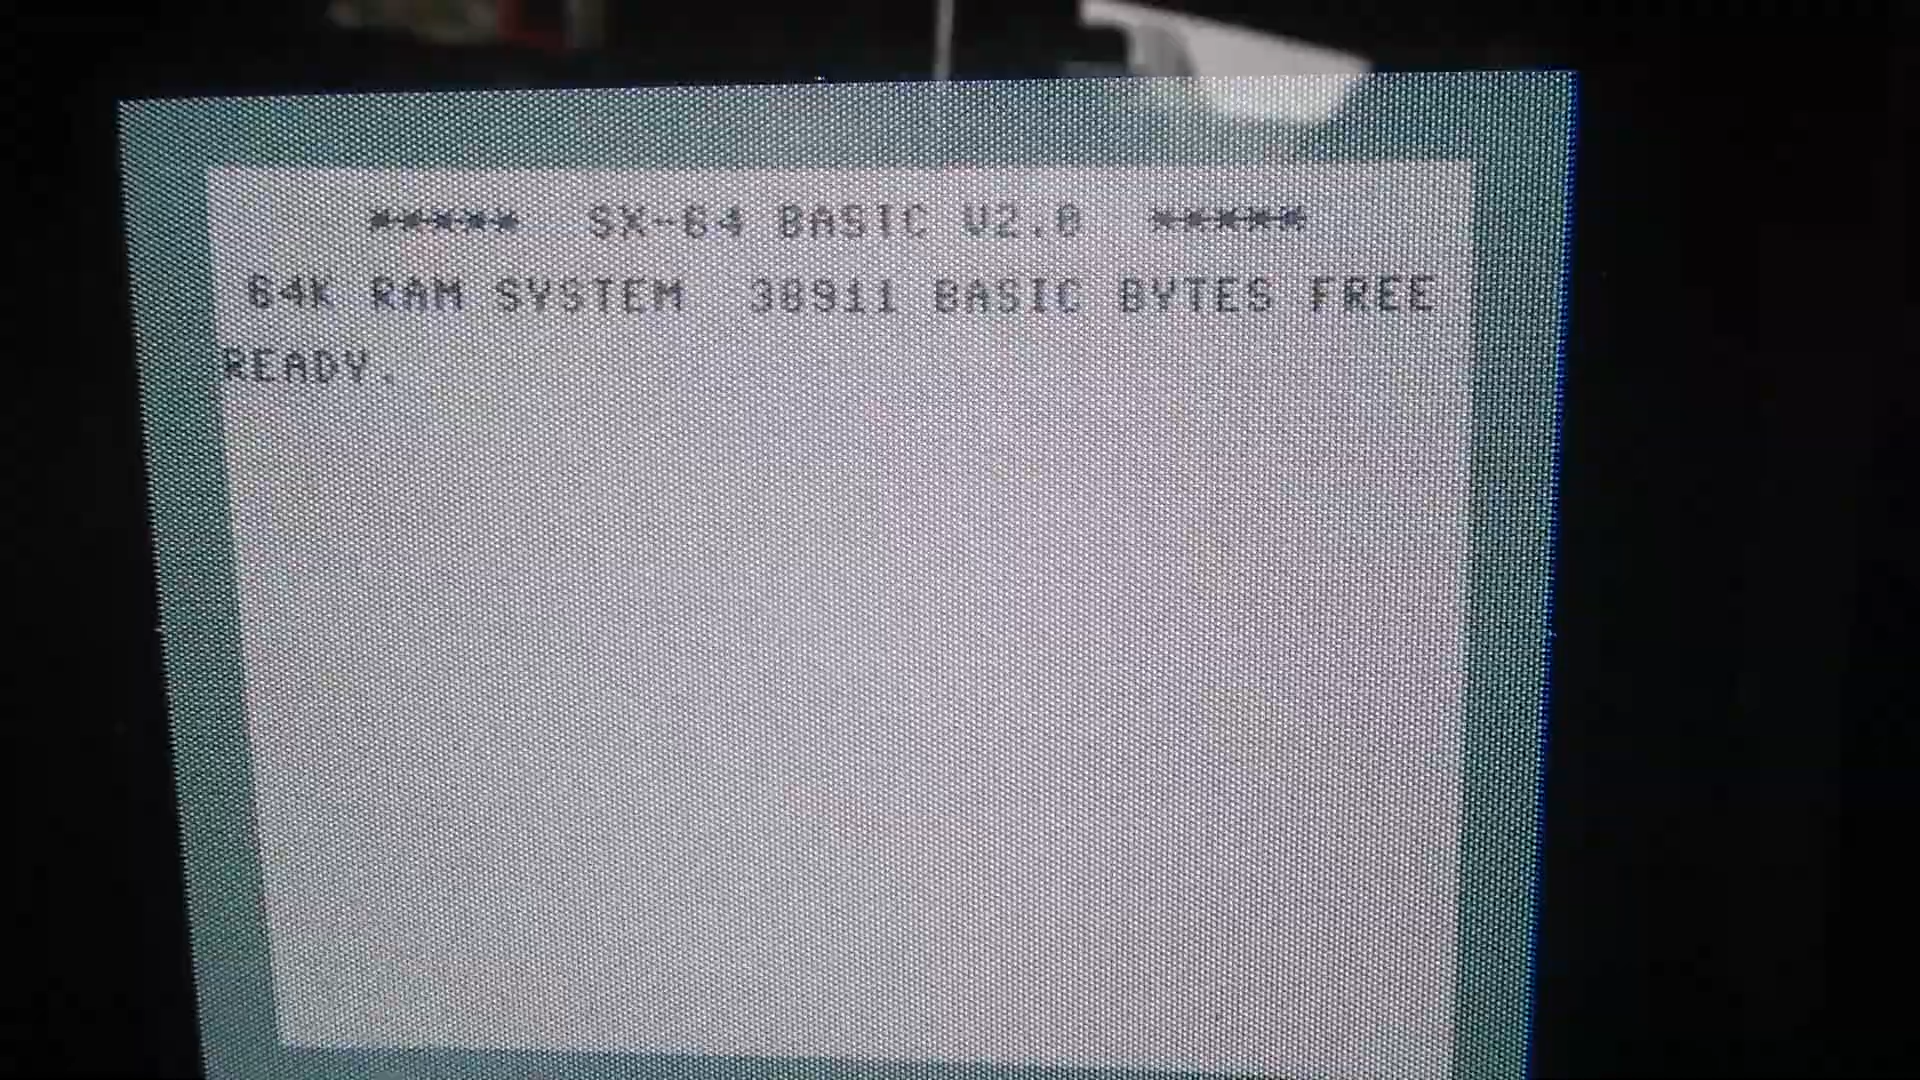 ***** SX-64 BASIC V2.0 *****
64K RAM SYSTEM 38911 BASIC BYTES FREE
READY.